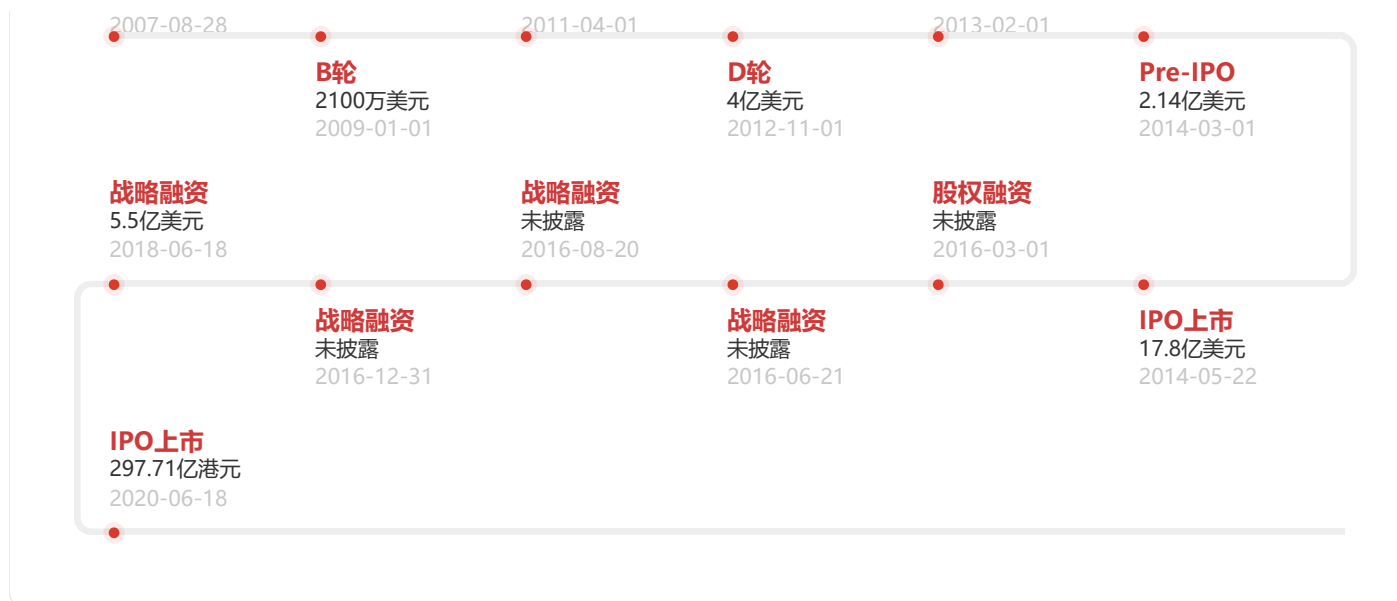 2007-08-28
2011-04-01
2013-02-01
B轮
2100万美元
2009-01-01
D轮
4亿美元
2012-11-01
Pre-IPO
2.14亿美元
2014-03-01
战略融资
5.5亿美元
2018-06-18
战略融资
未披露
2016-08-20
股权融资
未披露
2016-03-01
战略融资
未披露
2016-12-31
战略融资
未披露
2016-06-21
IPO上市
17.8亿美元
2014-05-22
IPO上市
297.71亿港元
2020-06-18